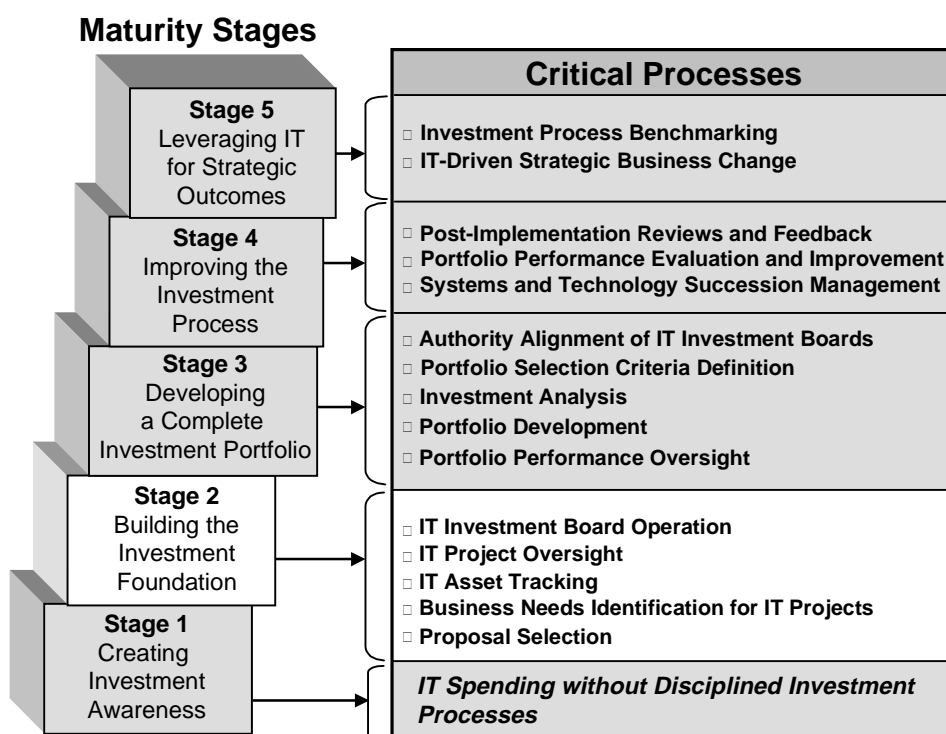 Maturity Stages
Critical Processes
Stage 5
Leveraging IT
for Strategic
Outcomes
Investment Process Benchmarking
IT-Driven Strategic Business Change
Stage 4
Improving the
Investment
Process
Post-Implementation Reviews and Feedback
Portfolio Performance Evaluation and Improvement
Systems and Technology Succession Management
Stage 3
Developing
a Complete
Investment Portfolio
Authority Alignment of IT Investment Boards
Portfolio Selection Criteria Definition
Investment Analysis
Portfolio Development
Portfolio Performance Oversight
Stage 2
Building the
Investment
Foundation
IT Investment Board Operation
IT Project Oversight
IT Asset Tracking
Business Needs Identification for IT Projects
Proposal Selection
Stage 1
Creating
Investment
Awareness
IT Spending without Disciplined Investment
Processes